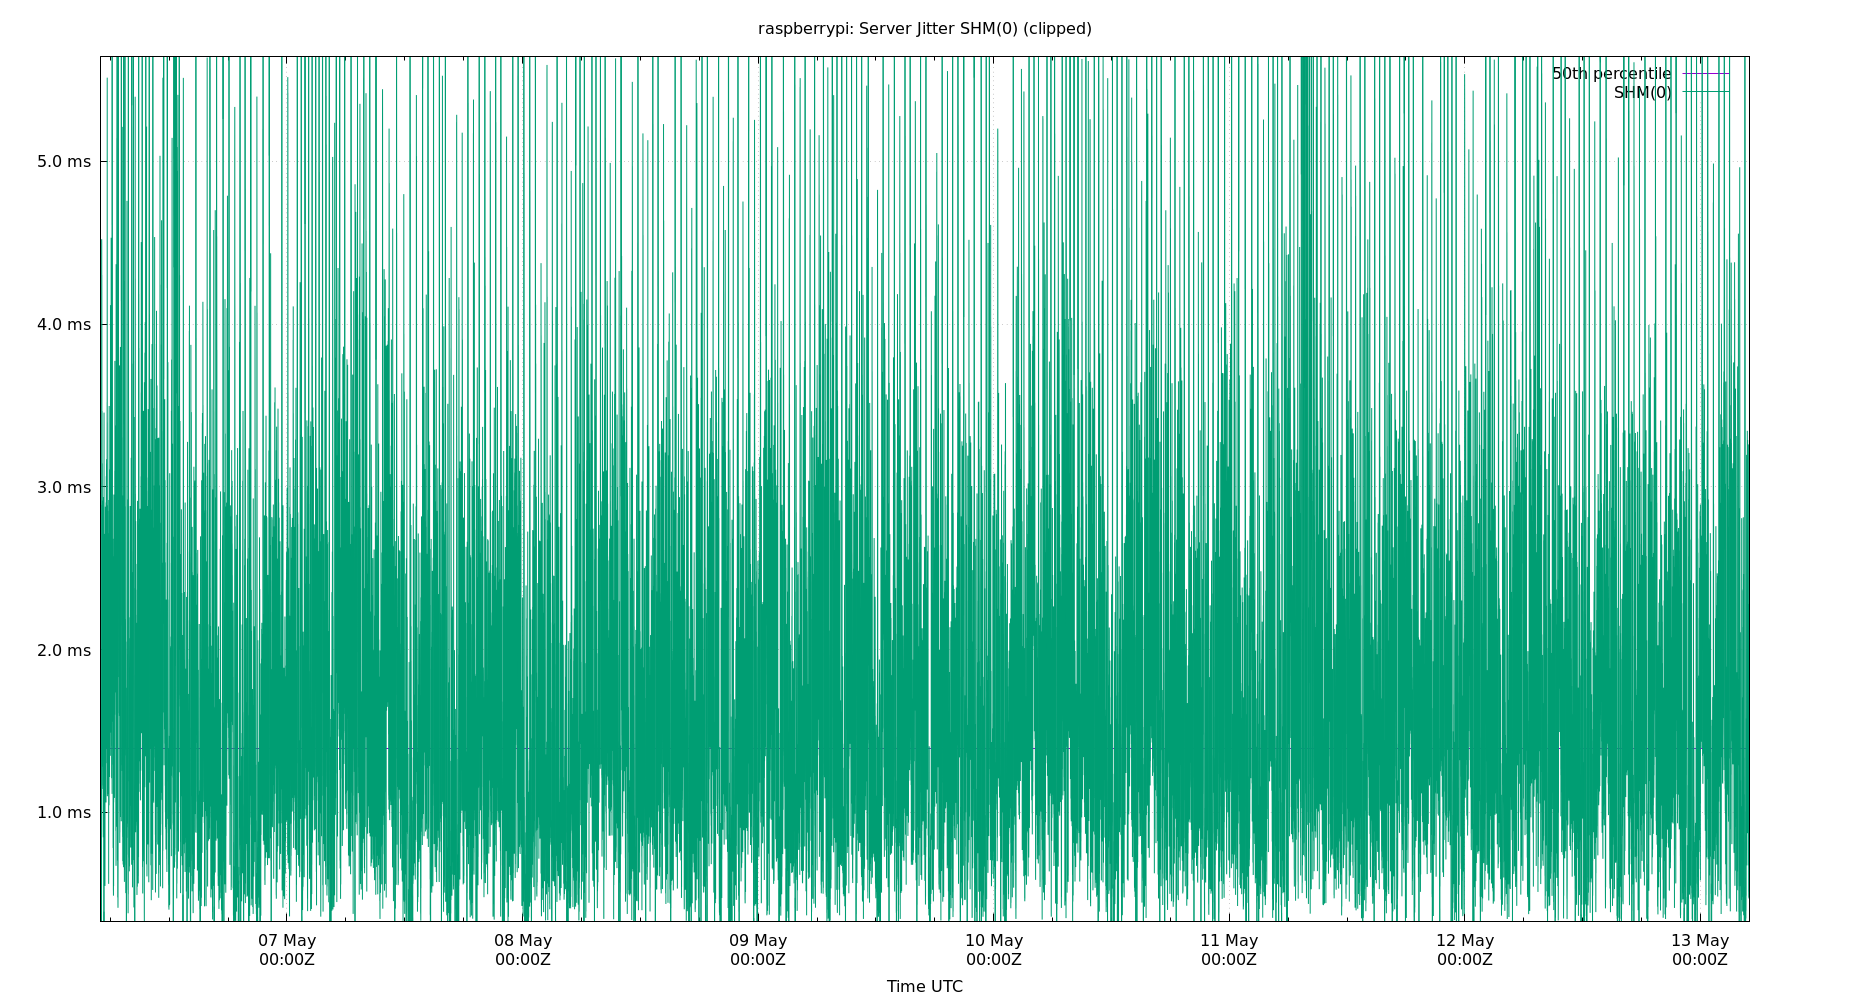 raspberrypi: Server Jitter SHM(0) (clipped)
50th percentile
SHM(0)
5.0 ms
4.0 ms
3.0 ms
2.0 ms
1.0 ms
07 May 08 May 09 May 10 May 11 May 12 May 13 May
00:00Z 00:00Z 00:00Z 00:00Z 00:00Z 00:00Z 00:00Z
Time UTC